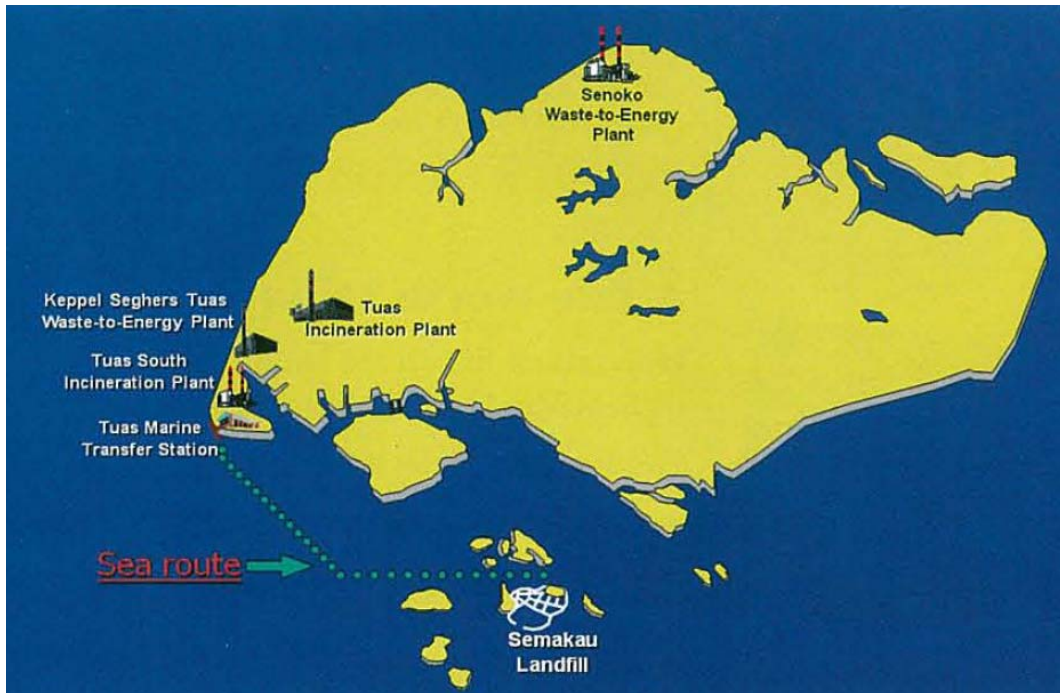 Senoko
Waste-to-Energy
Plant
Keppel Seghers Tuas
Waste-to-Energy Plant
Tuas
Incineration Plant
Tuas South
Incineration Plant
Tuas Marine
Transfer Station
Sea route
Semakau
Landfill